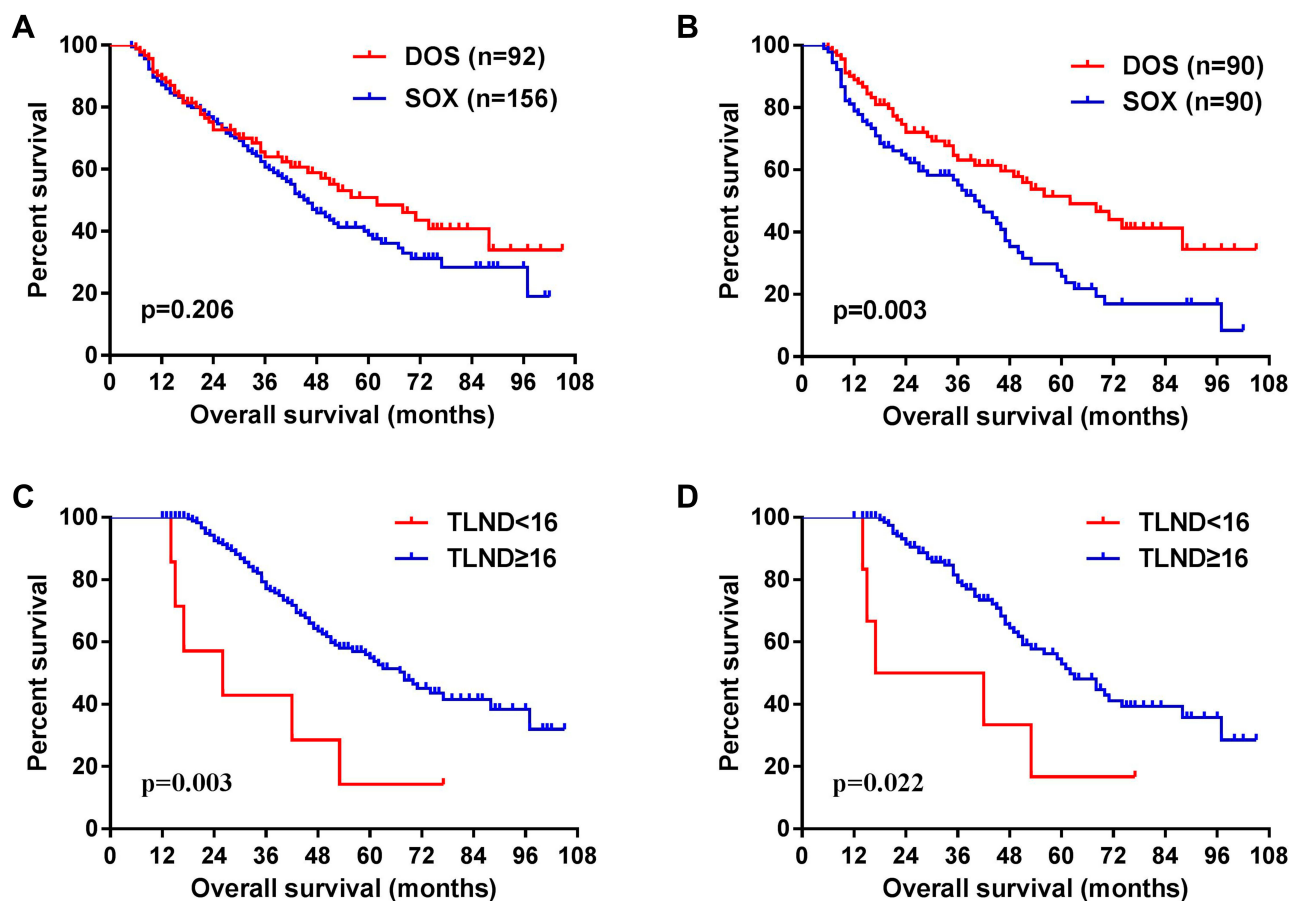 A
100
80
60
40
20
0
Percent survival
DOS (n=92)
SOX (n=156)
p=0.206
0 12 24 36 48 60 72 84 96 108
Overall survival (months)
B
100
80
60
40
20
0
Percent survival
DOS (n=90)
SOX (n=90)
p=0.003
0 12 24 36 48 60 72 84 96 108
Overall survival (months)
C
100
80
60
40
20
0
Percent survival
TLND<16
TLND≥16
p=0.003
0 12 24 36 48 60 72 84 96 108
Overall survival (months)
D
100
80
60
40
20
0
Percent survival
TLND<16
TLND≥16
p=0.022
0 12 24 36 48 60 72 84 96 108
Overall survival (months)